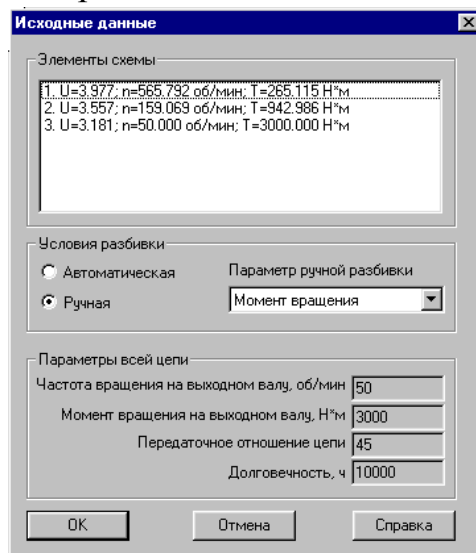 Исходные данные
Элементы схемы
1. U=3.977; n=565.792 об/мин; T=265.115 Н*м
2. U=3.557; n=159.069 об/мин; T=942.986 Н*м
3. U=3.181; n=50.000 об/мин; T=3000.000 Н*м
Условия разбивки
Автоматическая
Параметр ручной разбивки
Ручная
Момент вращения
Параметры всей цепи
Частота вращения на выходном валу, об/мин 50
Момент вращения на выходном валу, Н*м 3000
Передаточное отношение цепи 45
Долговечность, ч 10000
OK Отмена Справка